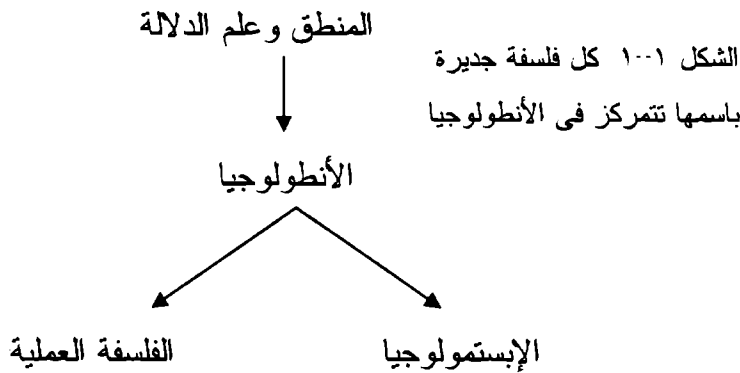 المنطق وعلم الدلالة
الشكل ١-١ كل فلسفة جديرة
باسمها تتمركز فى الأنطولوجيا
الأنطولوجيا
الإبستمولوجيا
الفلسفة العملية